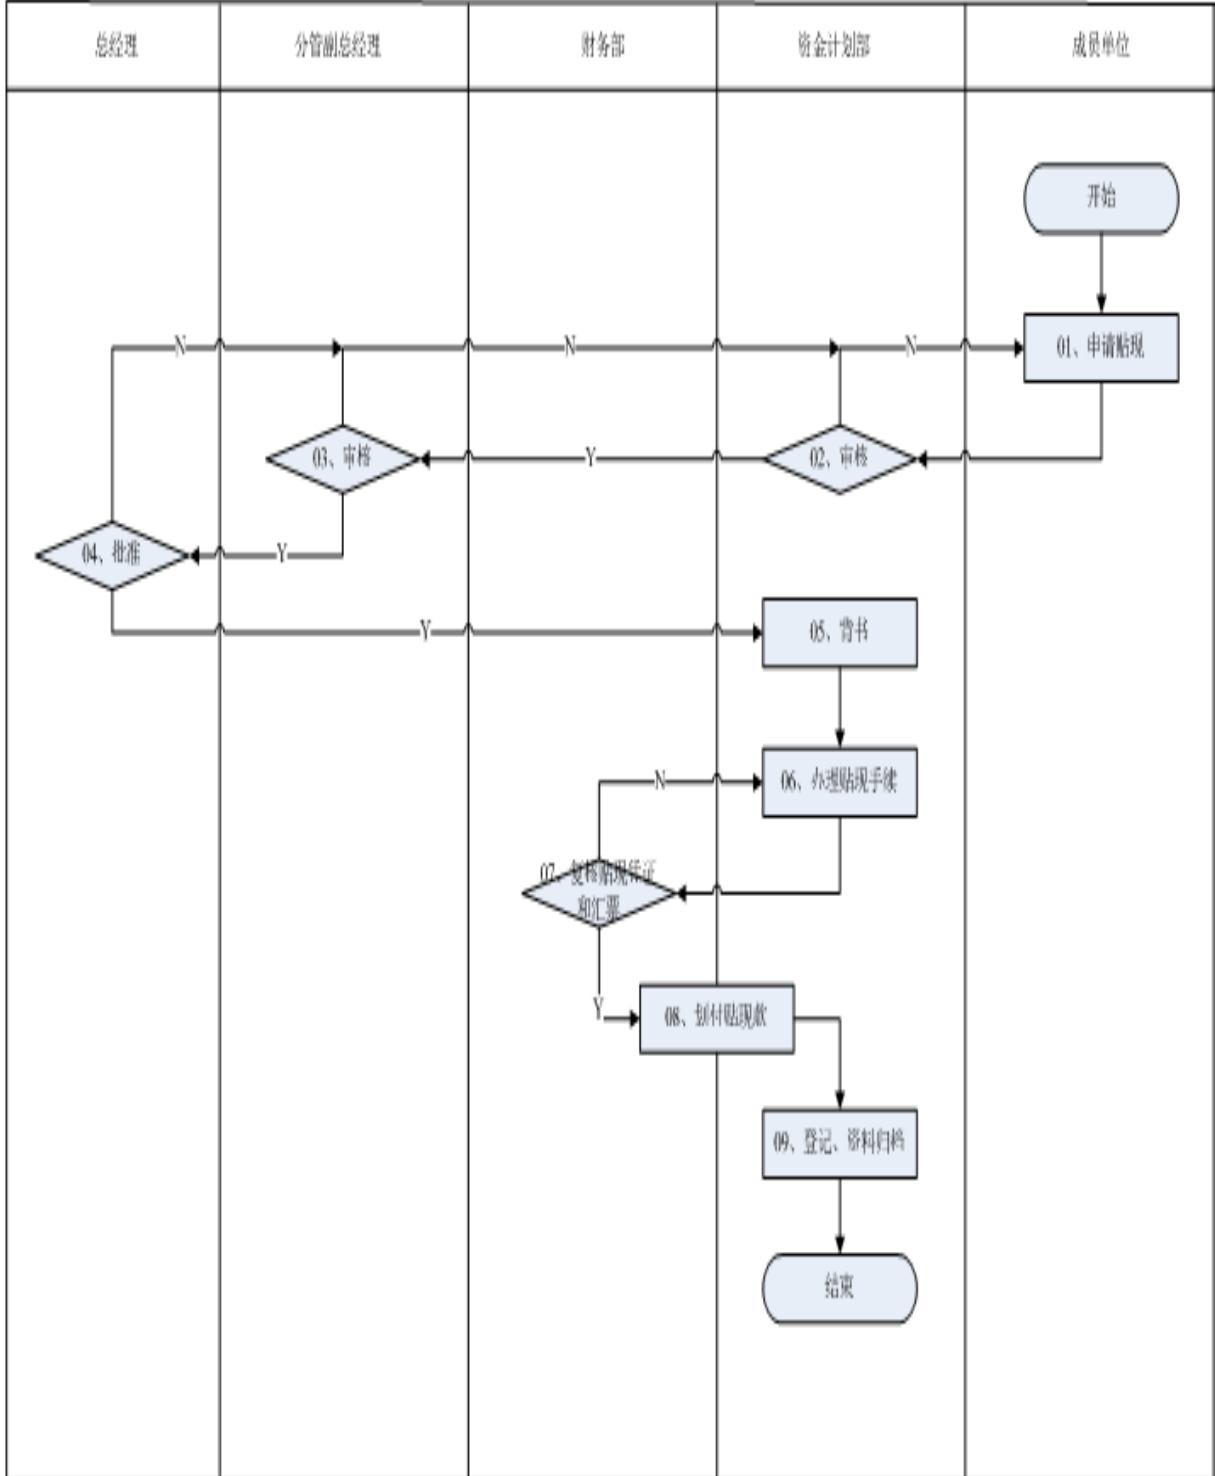 总经理
分管副总经理
财务部
资金计划部
成员单位
开始
N
N
N
01、申请贴现
03、审核
Y
02、审核
04、批准
Y
Y
05、背书
N
06、办理贴现手续
07、复核贴现凭证
和汇票
Y
08、划付贴现款
09、登记、资料归档
结束